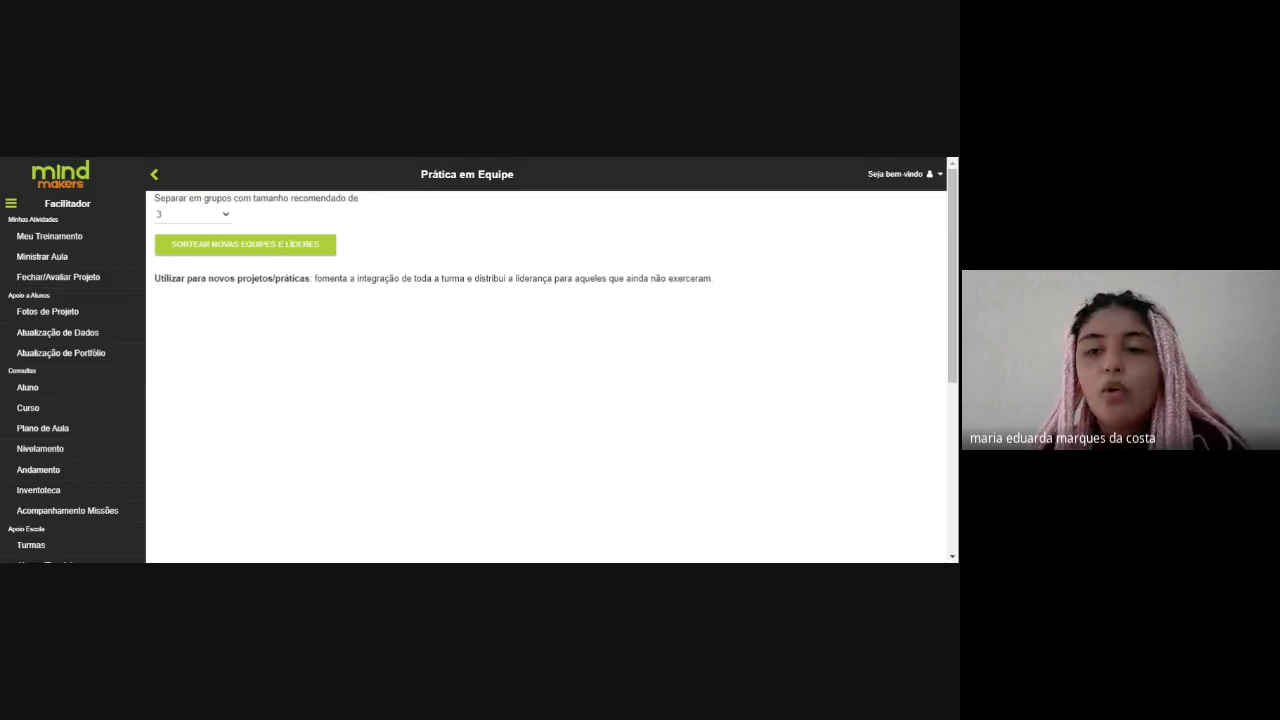 mind
makers
Prática em Equipe
Seja bem-vindo
Facilitador
Minhas Atividades
Meu Treinamento
Ministrar Aula
Fechar/Avaliar Projeto
Apoio a Alunos
Fotos de Projeto
Atualização de Dados
Atualização de Portfólio
Consultas
Aluno
Curso
Plano de Aula
Nivelamento
Andamento
Inventoteca
Acompanhamento Missões
Apoio Escola
Turmas
Separar em grupos com tamanho recomendado de
3
SORTEAR NOVAS EQUIPES E LÍDERES
Utilizar para novos projetos/práticas: fomenta a integração de toda a turma e distribui a liderança para aqueles que ainda não exerceram.
maria eduarda marques da costa